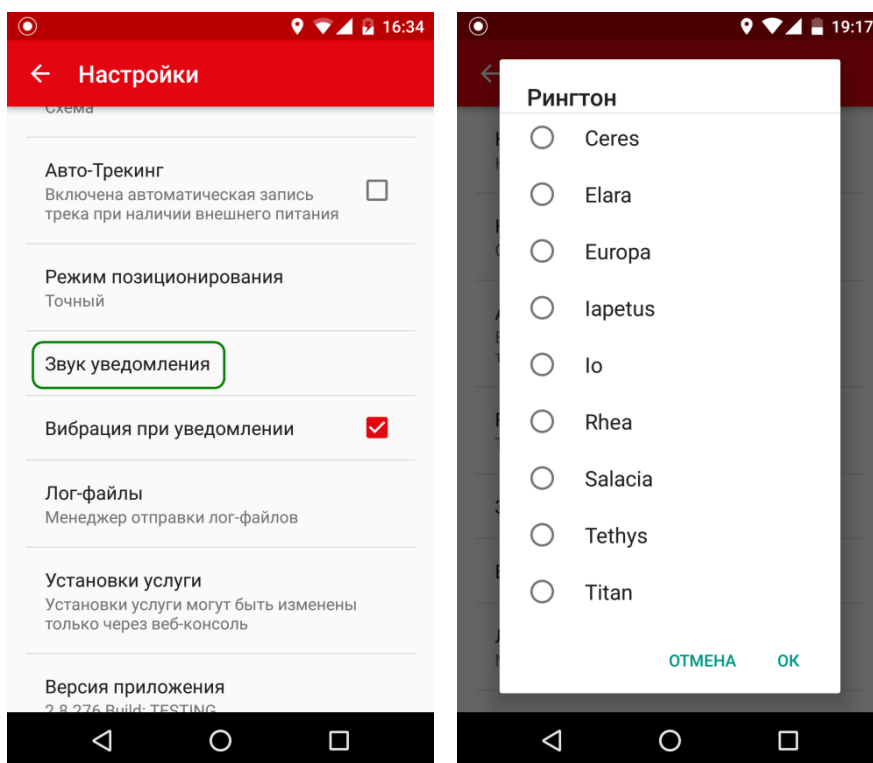 16:34
Настройки
Схема
Авто-Трекинг
Включена автоматическая запись
трека при наличии внешнего питания
Режим позиционирования
Точный
Звук уведомления
Вибрация при уведомлении
Лог-файлы
Менеджер отправки лог-файлов
Установки услуги
Установки услуги могут быть изменены
только через веб-консоль
Версия приложения
2.8.276 Build: TESTING
19:17
Рингтон
Ceres
Elara
Europa
Iapetus
Io
Rhea
Salacia
Tethys
Titan
ОТМЕНА ОК